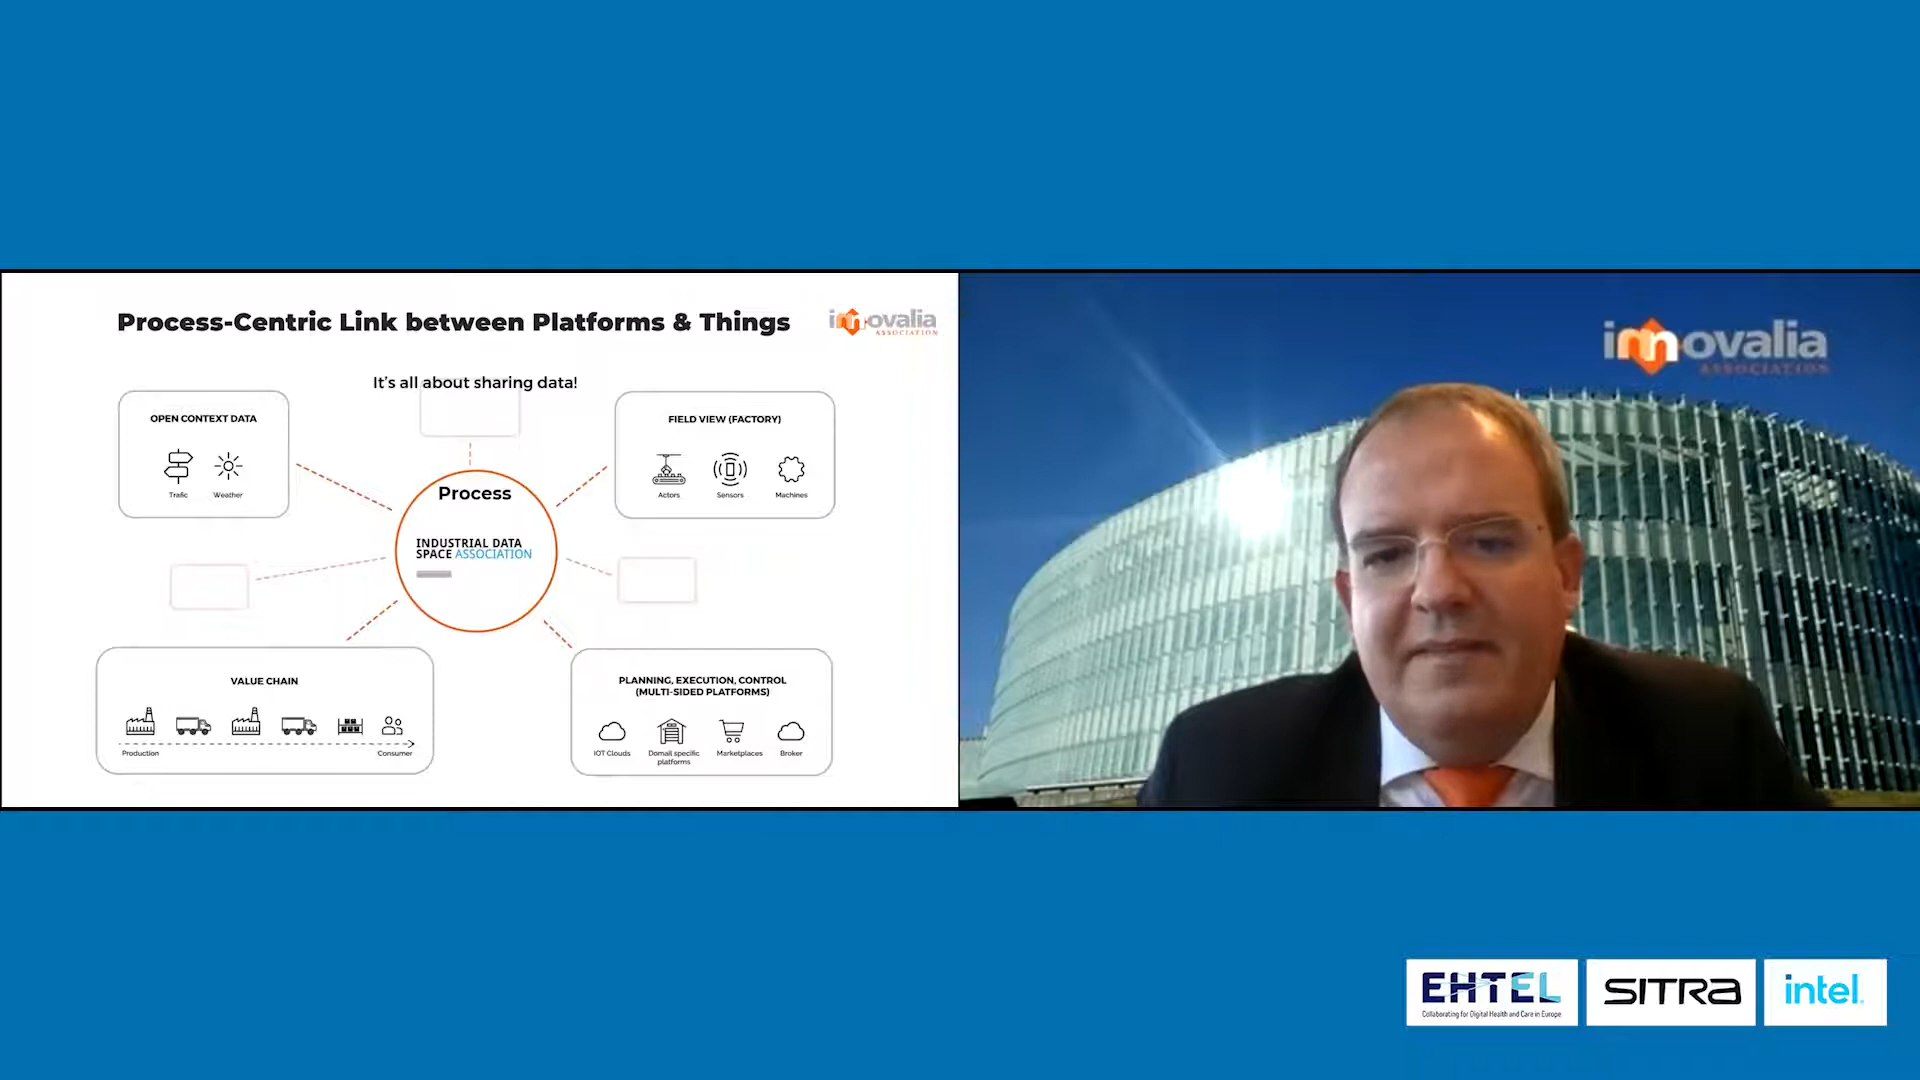 Process-Centric Link between Platforms & Things
innovalia
ASSOCIATION
It's all about sharing data!
OPEN CONTEXT DATA
Trafic
Weather
FIELD VIEW (FACTORY)
Actors
Sensors
Machines
Process
INDUSTRIAL DATA
SPACE ASSOCIATION
VALUE CHAIN
Production
Consumer
PLANNING, EXECUTION, CONTROL
(MULTI-SIDED PLATFORMS)
IOT Clouds
Domail specific
platforms
Marketplaces
Broker
innovalia
ASSOCIATION
EHTEL
Collaborating for Digital Health and Care in Europe
SITRA
intel.